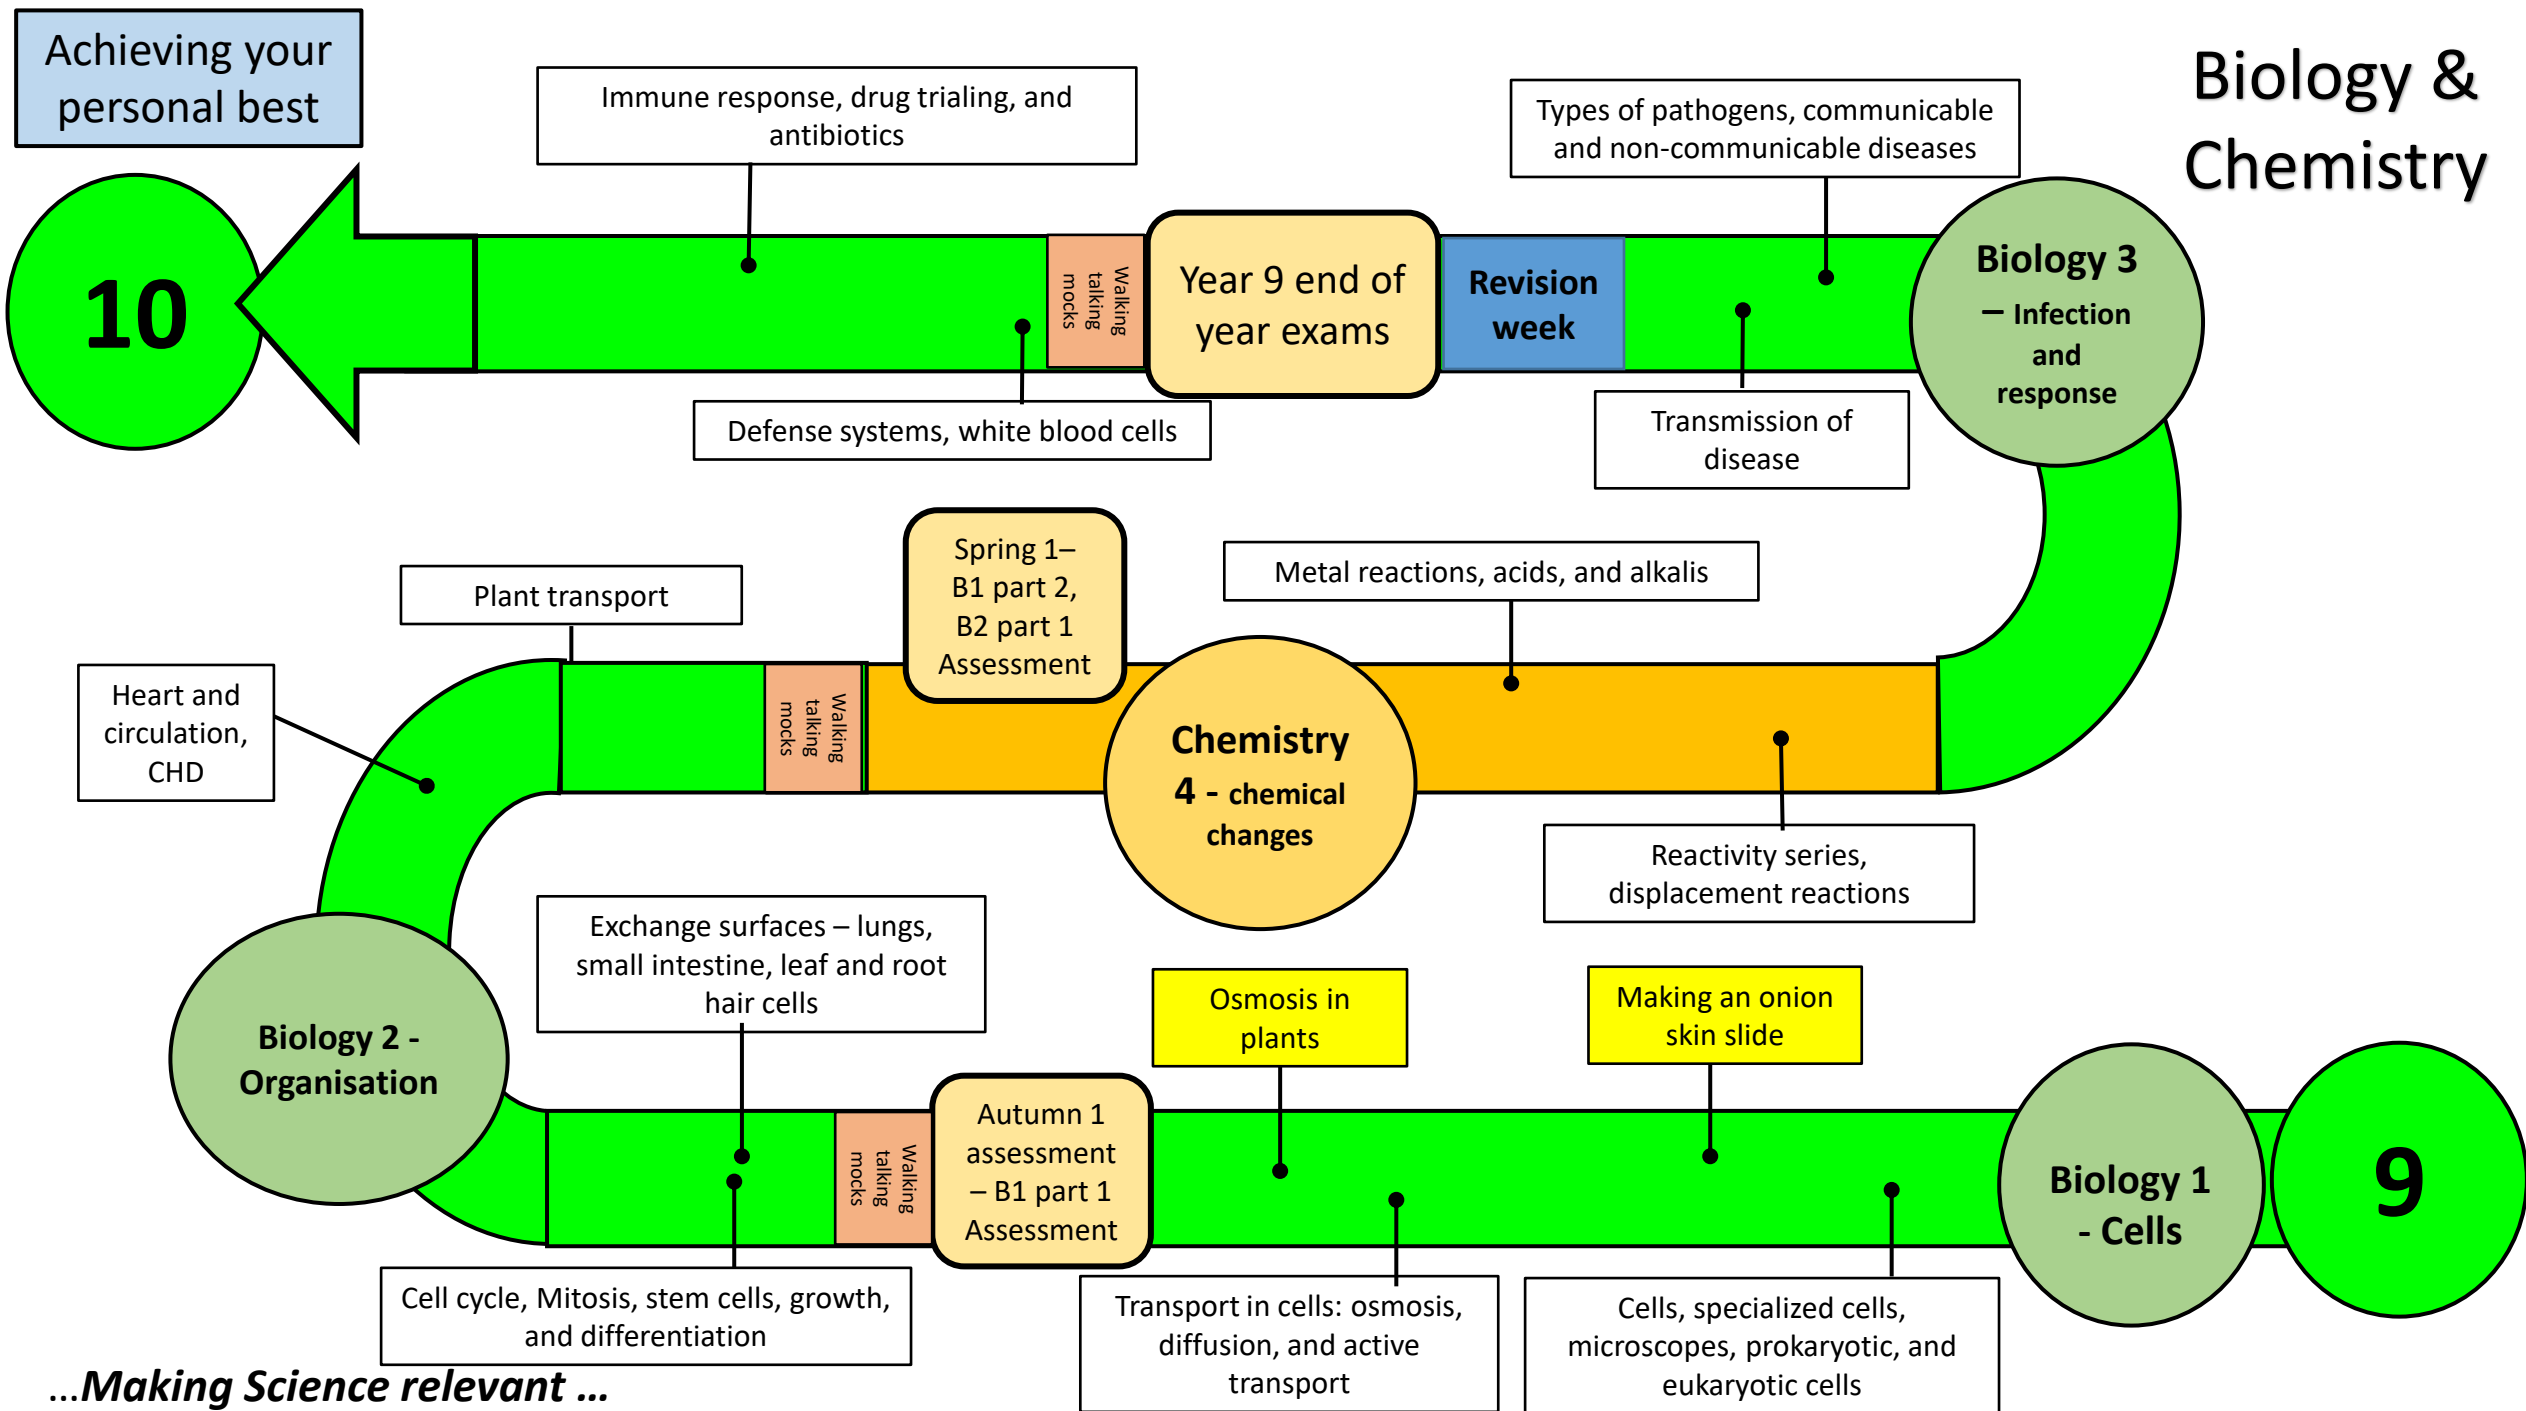 Achieving your
personal best
Biology &
Chemistry
Immune response, drug trialing, and
antibiotics
Types of pathogens, communicable
and non-communicable diseases
10
Walking
talking
mocks
Year 9 end of
year exams
Revision
week
Biology 3
– Infection
and
response
Defense systems, white blood cells
Transmission of
disease
Plant transport
Spring 1–
B1 part 2,
B2 part 1
Assessment
Metal reactions, acids, and alkalis
Heart and
circulation,
CHD
Walking
talking
mocks
Chemistry
4 - chemical
changes
Reactivity series,
displacement reactions
Exchange surfaces – lungs,
small intestine, leaf and root
hair cells
Osmosis in
plants
Making an onion
skin slide
Biology 2 -
Organisation
Walking
talking
mocks
Autumn 1
assessment
– B1 part 1
Assessment
Biology 1
- Cells
9
Cell cycle, Mitosis, stem cells, growth,
and differentiation
Transport in cells: osmosis,
diffusion, and active
transport
Cells, specialized cells,
microscopes, prokaryotic, and
eukaryotic cells
...Making Science relevant ...